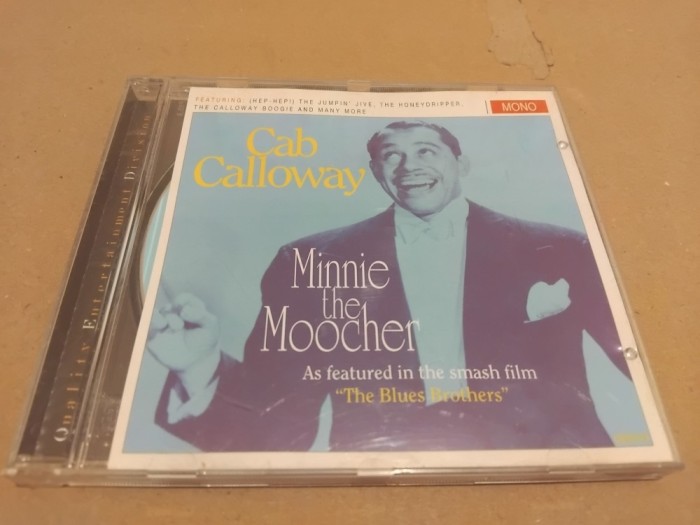 FEATURING: (HEP-HEP!) THE JUMPIN' JIVE, THE HONEYDRIPPER,
THE CALLOWAY BOOGIE AND MANY MORE
MONO
Cab
Calloway
Minnie
the
Moocher
As featured in the smash film
"The Blues Brothers"
Quality Entertainment Division